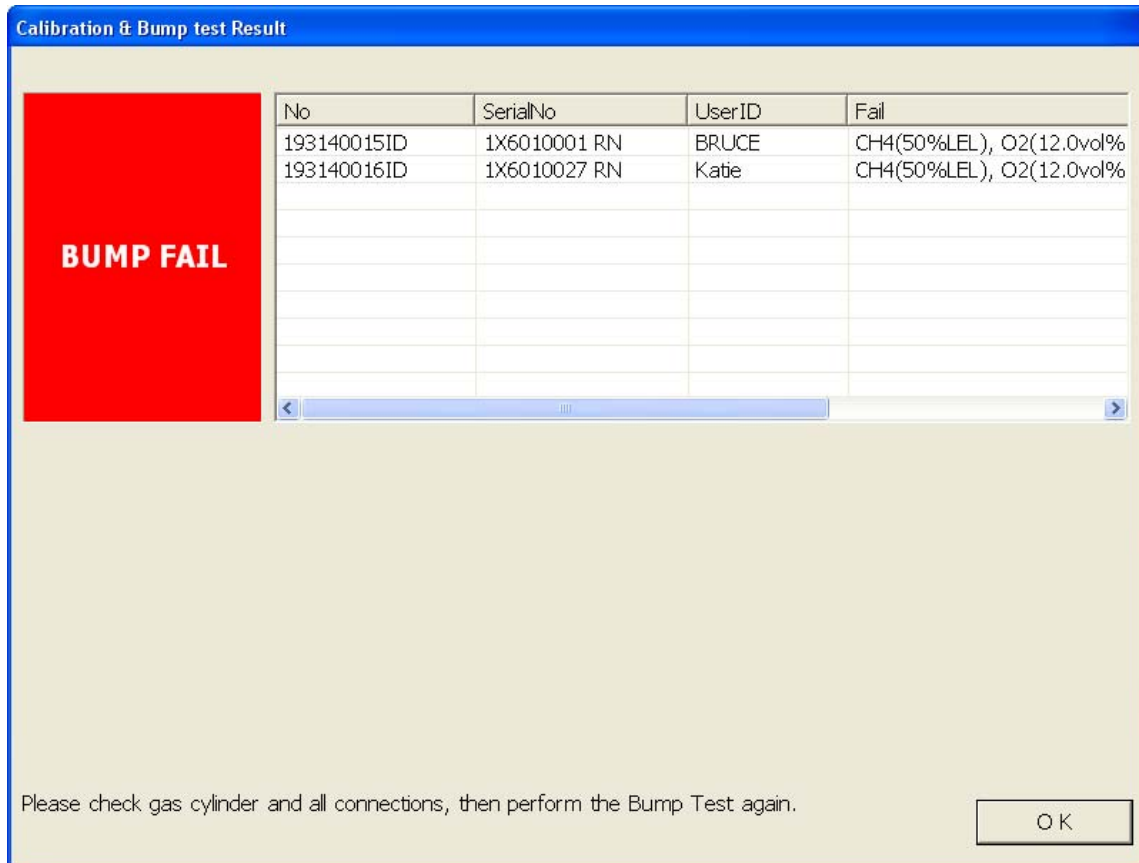 Calibration & Bump test Result
No SerialNo UserID Fail
193140015ID 1X6010001 RN BRUCE CH4(50%LEL), O2(12.0vol%
193140016ID 1X6010027 RN Katie CH4(50%LEL), O2(12.0vol%
BUMP FAIL
Please check gas cylinder and all connections, then perform the Bump Test again.
OK